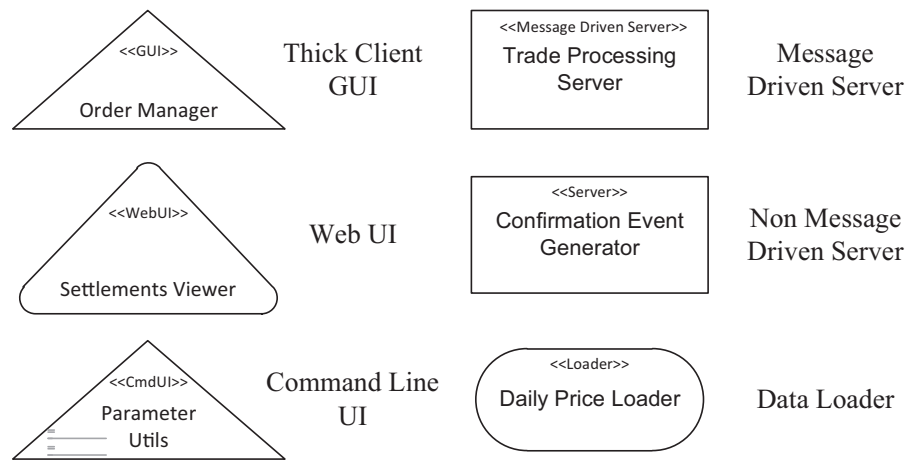 <<GUI>>
Order Manager
Thick Client
GUI
<<Message Driven Server>>
Trade Processing
Server
Message
Driven Server
<<WebUI>>
Settlements Viewer
Web UI
<<Server>>
Confirmation Event
Generator
Non Message
Driven Server
<<CmdUI>>
Parameter
Utils
Command Line
UI
<<Loader>>
Daily Price Loader
Data Loader